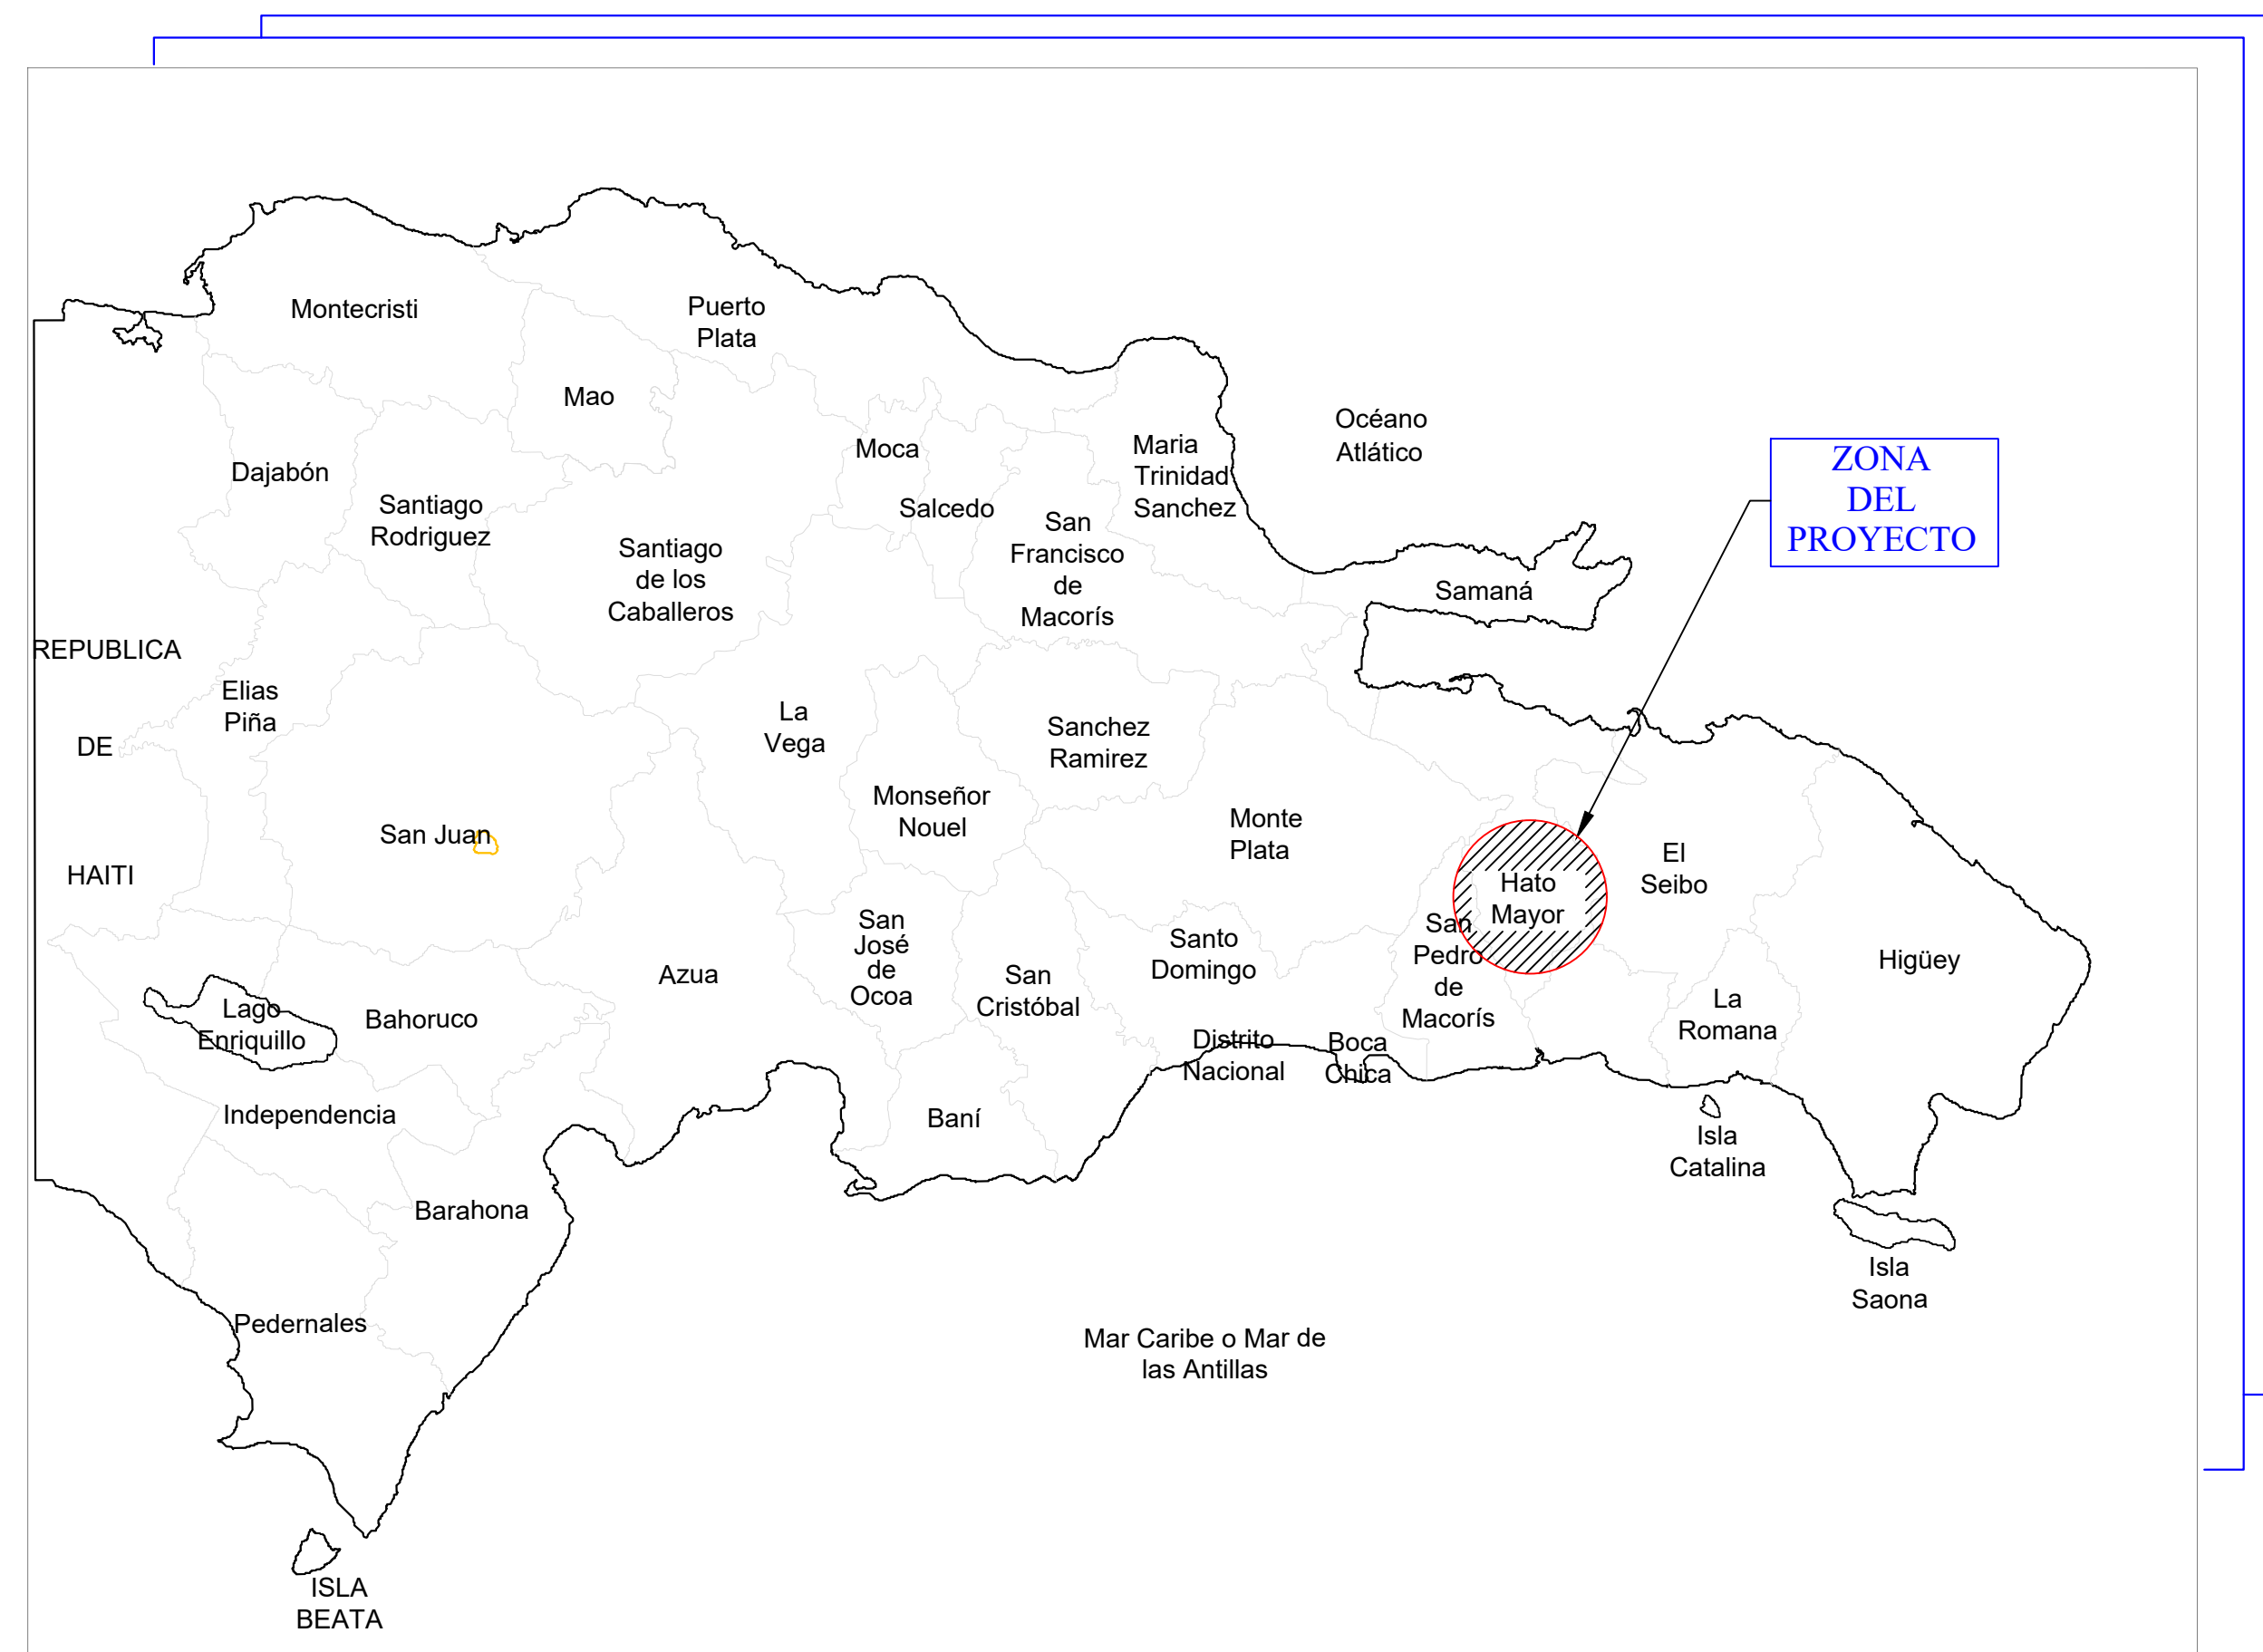 Montecristi
Puerto
Plata
Mao
Océano
Atlático
Moca
Maria
Trinidad
Sanchez
ZONA
DEL
PROYECTO
Dajabón
Santiago
Rodriguez
Salcedo
San
Francisco
de
Macorís
Santiago
de los
Caballeros
Samaná
REPUBLICA
DE
HAITI
Elias
Piña
La
Vega
Sanchez
Ramirez
Monseñor
Nouel
Monte
Plata
San Juan
El
Seibo
Hato
Mayor
San
José
de
Ocoa
San
Pedro
de
Macorís
Santo
Domingo
Higüey
Azua
San
Cristóbal
La
Romana
Lago
Enriquillo
Bahoruco
Distrito
Nacional
Boca
Chica
Independencia
Baní
Isla
Catalina
Barahona
Isla
Saona
Pedernales
Mar Caribe o Mar de
las Antillas
ISLA
BEATA